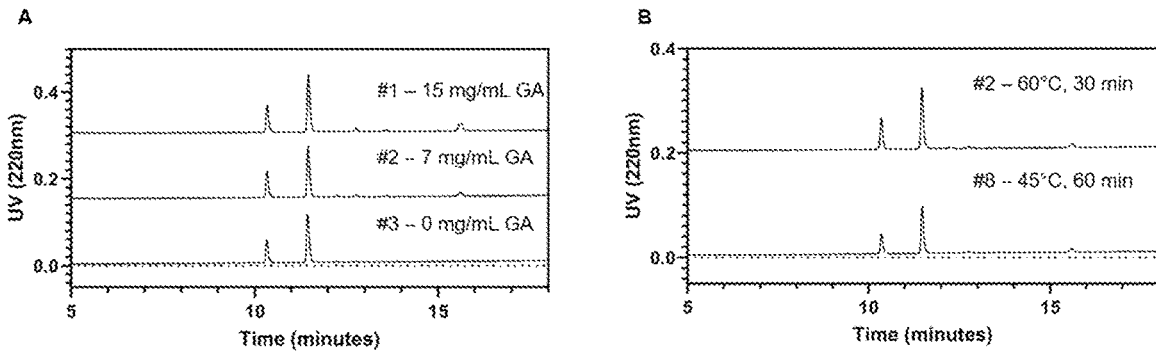 A
UV (220nm)
0.4
0.2
0.0
#1 – 15 mg/mL GA
#2 – 7 mg/mL GA
#3 – 0 mg/mL GA
5 10 15
Time (minutes)
B
UV (220nm)
0.4
0.2
0.0
#2 – 60°C, 30 min
#8 – 45°C, 60 min
5 10 15
Time (minutes)